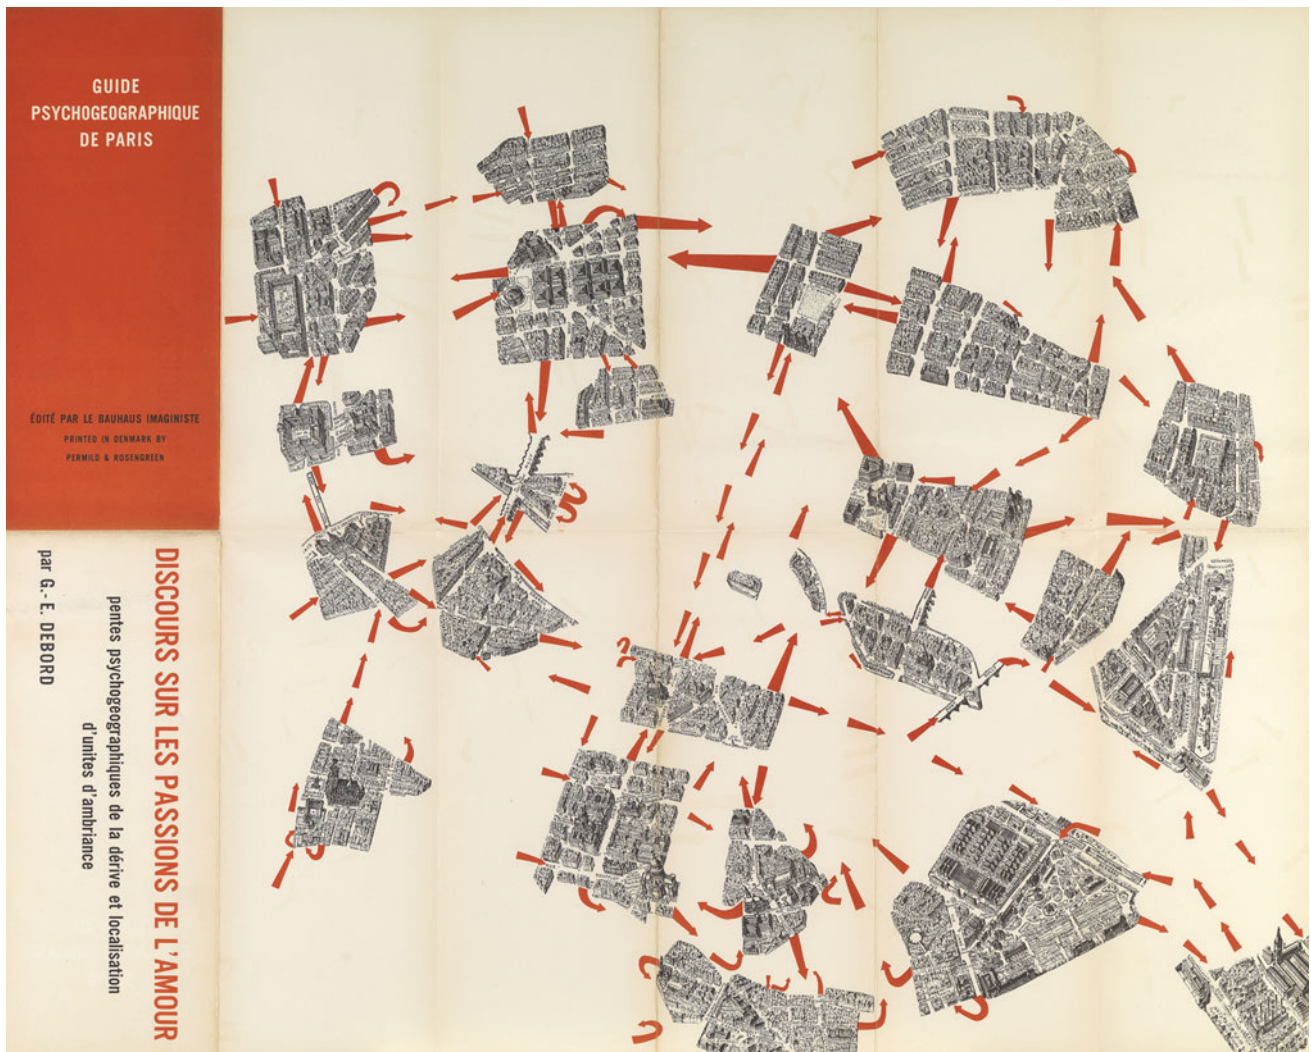 GUIDE
PSYCHOGEOGRAPHIQUE
DE PARIS
ÉDITÉ PAR LE BAUHAUS IMAGINISTE
PRINTED IN DENMARK BY
PERMILD & ROSENGREEN
DISCOURS SUR LES PASSIONS DE L'AMOUR
pentes psychogeographiques de la dérive et localisation
d'unites d'ambriance
par G.-E. DEBORD